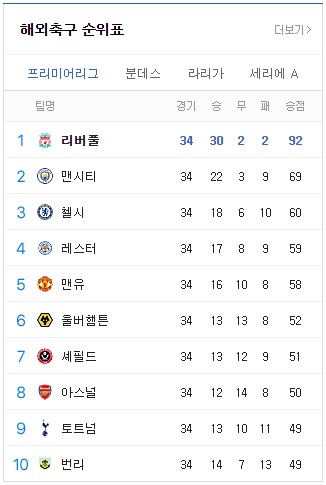 해외축구 순위표 더보기 >
프리미어리그 분데스 라리가 세리에 A
팀명 경기 승 무 패 승점
1 리버풀 34 30 2 2 92
2 맨시티 34 22 3 9 69
3 첼시 34 18 6 10 60
4 레스터 34 17 8 9 59
5 맨유 34 16 10 8 58
6 울버햄튼 34 13 13 8 52
7 셰필드 34 13 12 9 51
8 아스널 34 12 14 8 50
9 토트넘 34 13 10 11 49
10 번리 34 14 7 13 49